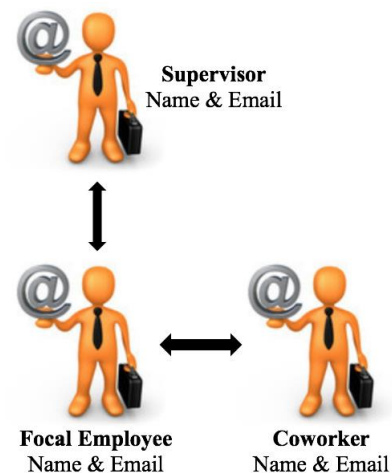 @
Supervisor
Name & Email
@
@
Focal Employee
Name & Email
Coworker
Name & Email